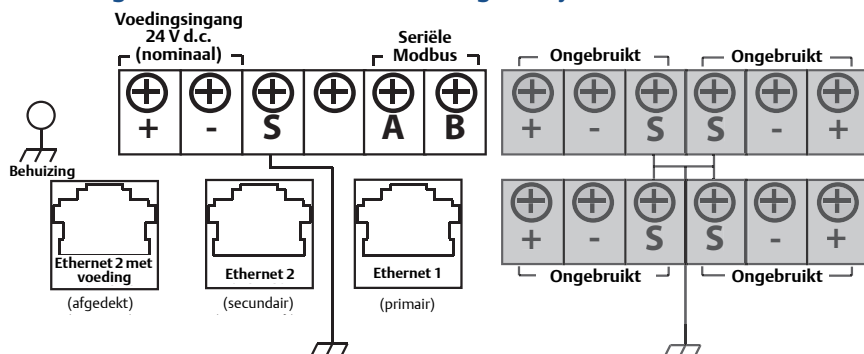 Voedingsingang
24 V d.c.
(nominaal)
Seriële
Modbus
Ongebruikt
Ongebruikt
+ - S A B
+ - S S - +
Behuizing
+ - S S - +
Ethernet 2 met
voeding
Ethernet 2
Ethernet 1
Ongebruikt
Ongebruikt
(afgedekt)
(secundair)
(primair)